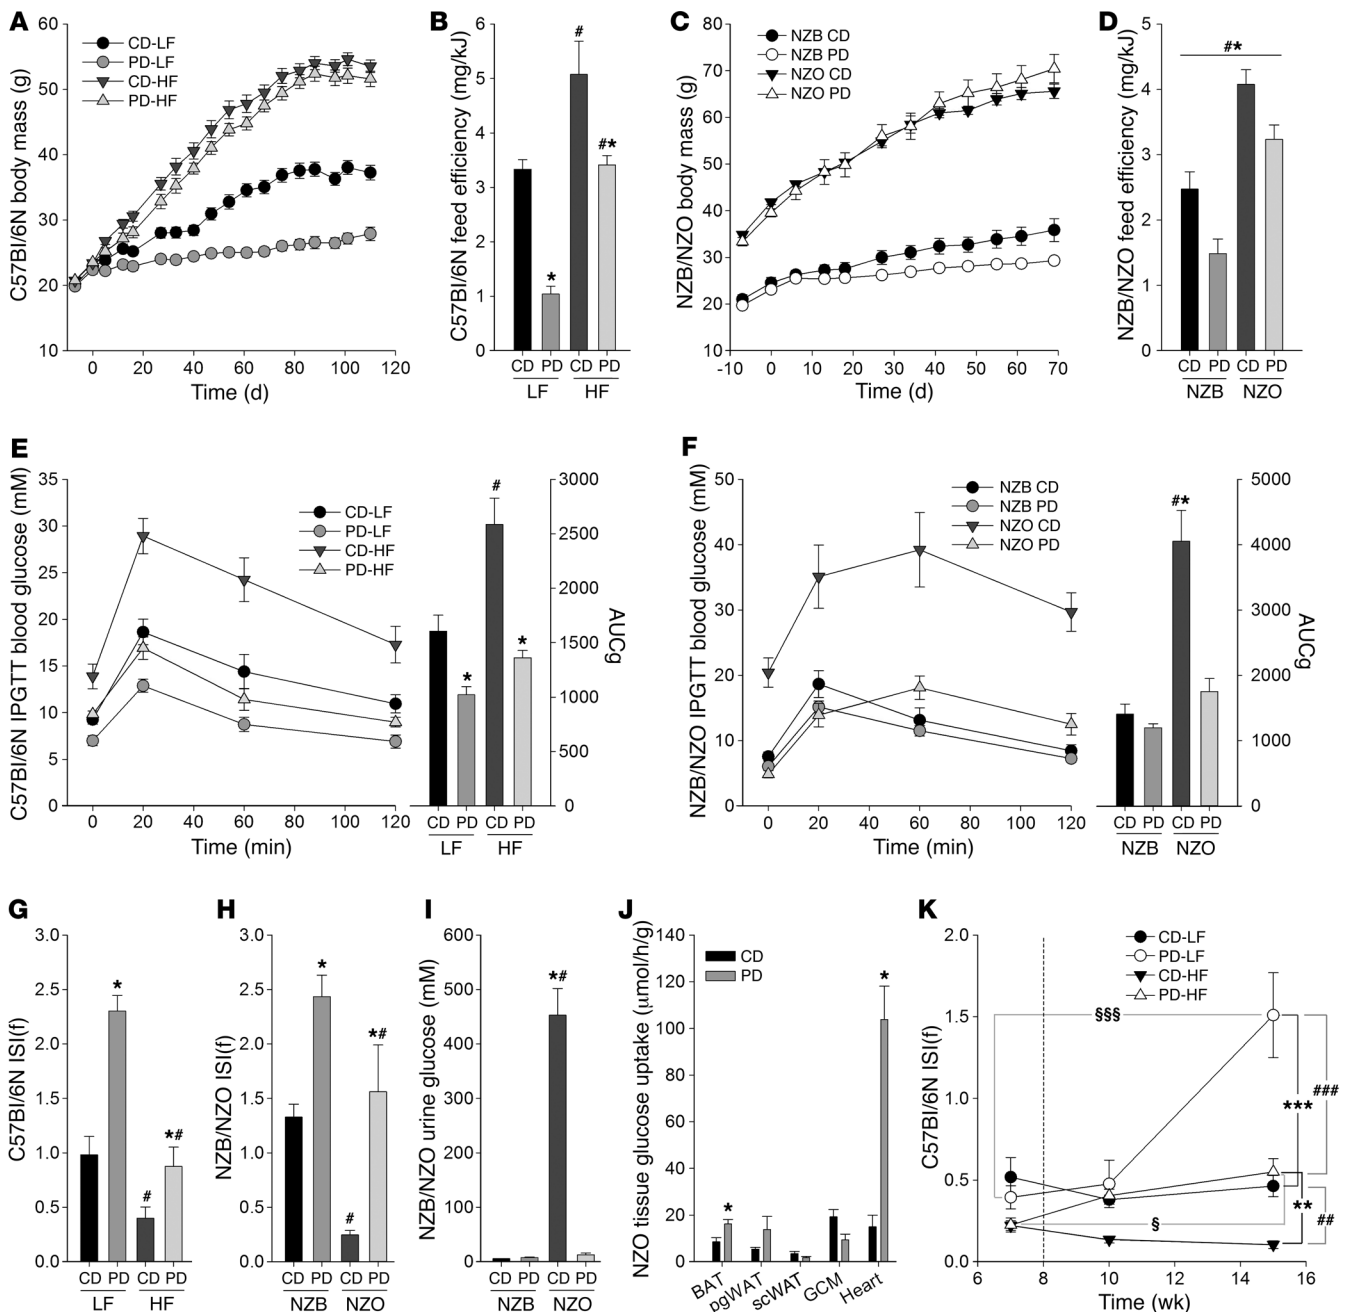 A
C57Bl/6N body mass (g)
60
50
40
30
20
10
CD-LF
PD-LF
CD-HF
PD-HF
0 20 40 60 80 100 120
Time (d)
B
C57Bl/6N feed efficiency (mg/kJ)
6
5
4
3
2
1
0
*
#
#*
CD PD CD PD
LF HF
C
NZB/NZO body mass (g)
80
70
60
50
40
30
20
10
NZB CD
NZB PD
NZO CD
NZO PD
-10 0 10 20 30 40 50 60 70
Time (d)
D
NZB/NZO feed efficiency (mg/kJ)
5
4
3
2
1
0
#*
CD PD CD PD
NZB NZO
E
C57Bl/6N IPGTT blood glucose (mM)
35
30
25
20
15
10
5
0
CD-LF
PD-LF
CD-HF
PD-HF
0 20 40 60 80 100 120
Time (min)
#
*
*
3000
2500
2000
1500
1000
500
0
AUCg
CD PD CD PD
LF HF
F
NZB/NZO IPGTT blood glucose (mM)
50
40
30
20
10
0
NZB CD
NZB PD
NZO CD
NZO PD
0 20 40 60 80 100 120
Time (min)
#*
5000
4000
3000
2000
1000
0
AUCg
CD PD CD PD
NZB NZO
G
C57Bl/6N ISI(f)
3.0
2.5
2.0
1.5
1.0
0.5
0.0
*
#
*#
CD PD CD PD
LF HF
H
NZB/NZO ISI(f)
3.0
2.5
2.0
1.5
1.0
0.5
0.0
*
#
*#
CD PD CD PD
NZB NZO
I
NZB/NZO urine glucose (mM)
600
500
400
300
200
100
0
*#
CD PD CD PD
NZB NZO
J
NZO tissue glucose uptake (μmol/h/g)
140
120
100
80
60
40
20
0
CD
PD
*
*
BAT pgWAT scWAT GCM Heart
K
C57Bl/6N ISI(f)
2.0
1.5
1.0
0.5
0.0
CD-LF
PD-LF
CD-HF
PD-HF
§§§
§
***
###
**
##
6 8 10 12 14 16
Time (wk)